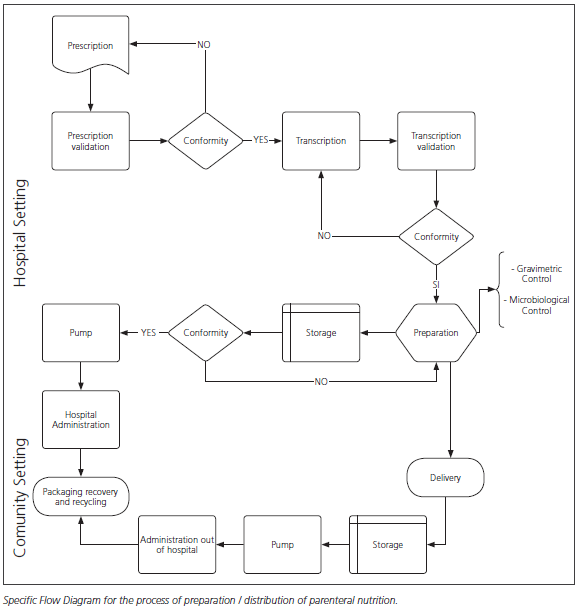 Prescription
NO
Prescription
validation
Conformity
YES
Transcription
Transcription
validation
NO
Conformity
SI
Hospital Setting
- Gravimetric
Control
- Microbiological
Control
Pump
YES
Conformity
Storage
Preparation
NO
Hospital
Administration
Comunity Setting
Packaging recovery
and recycling
Delivery
Administration out
of hospital
Pump
Storage
Specific Flow Diagram for the process of preparation / distribution of parenteral nutrition.